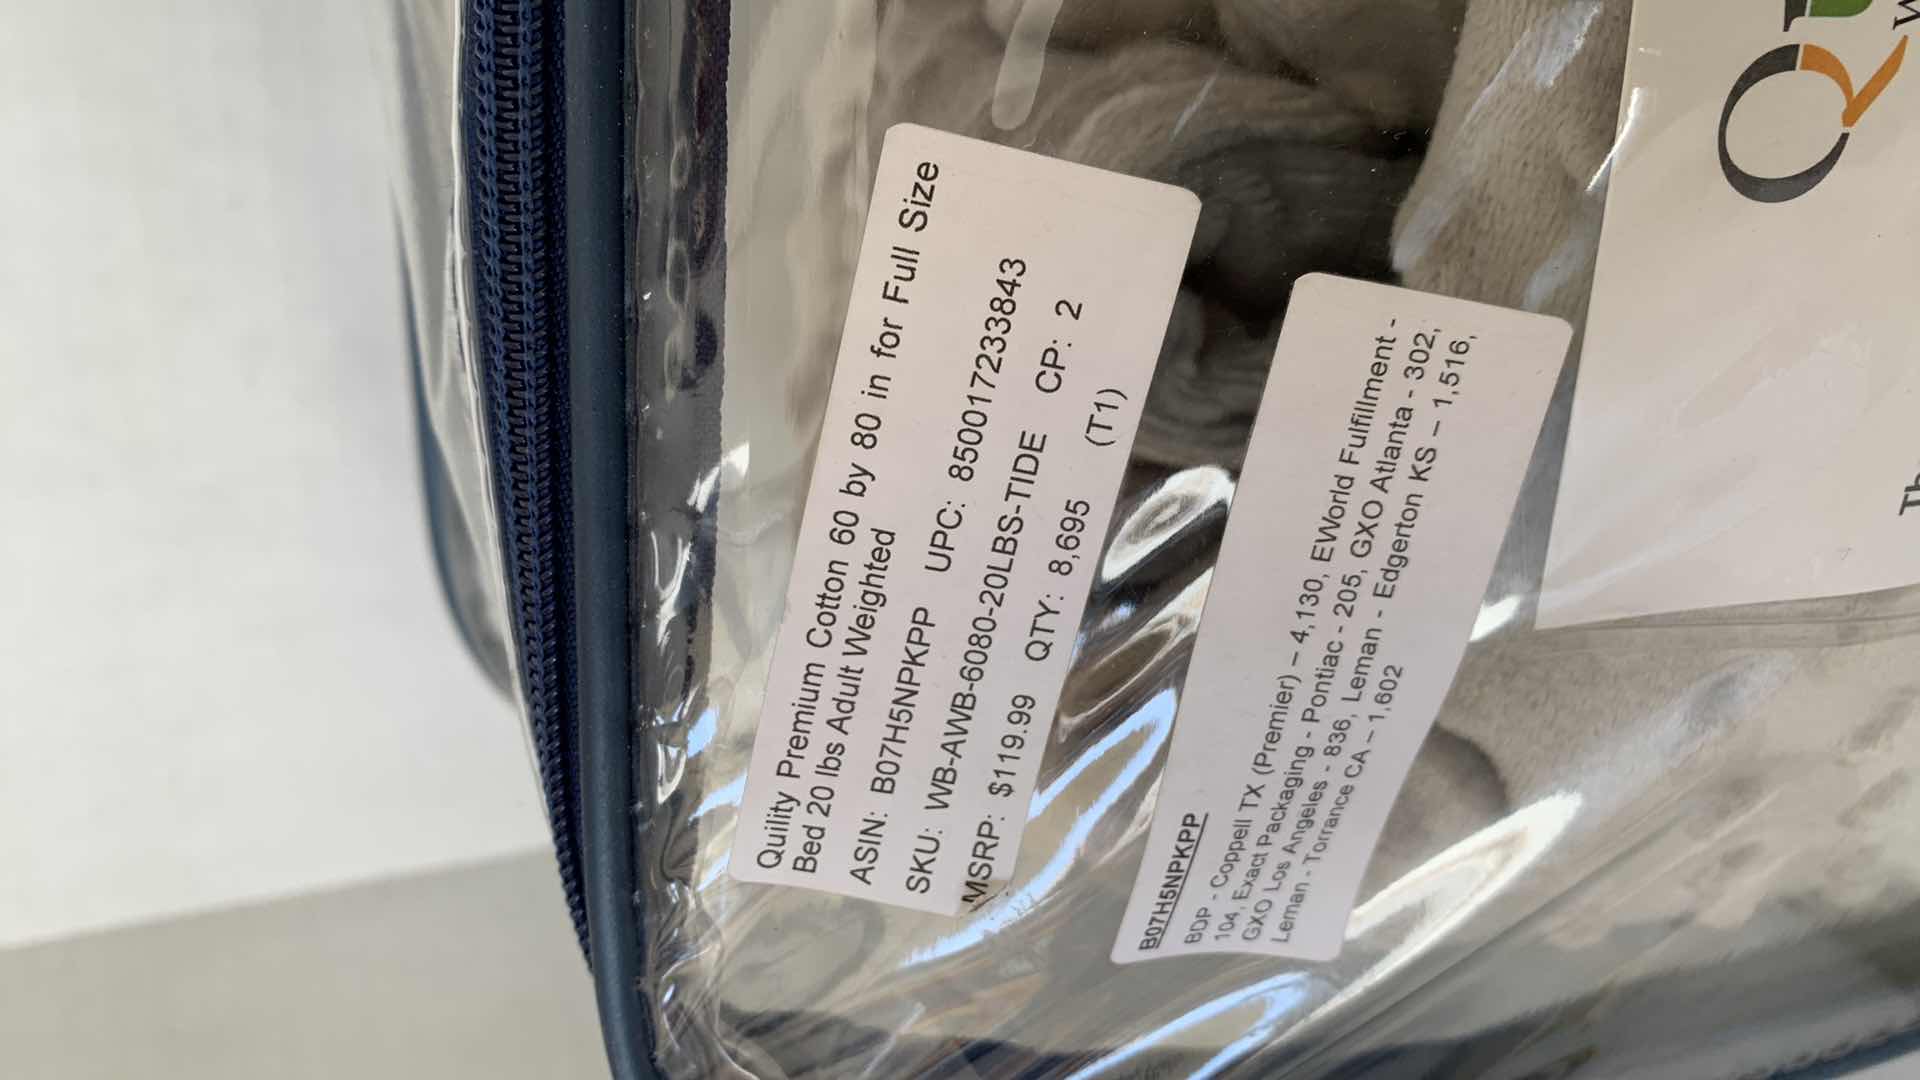 Quility Premium Cotton 60 by 80 in for Full Size
Bed 20 lbs Adult Weighted
ASIN: B07H5NPKPP UPC: 850017233843
SKU: WB-AWB-6080-20LBS-TIDE CP: 2
MSRP: $119.99 QTY: 8,695 (T1)
B07H5NPKPP
BDP - Coppell TX (Premier) – 4,130, EWorld Fulfillment -
104, Exact Packaging - Pontiac - 205, GXO Atlanta - 302,
GXO Los Angeles - 836, Leman - Edgerton KS – 1,516,
Leman - Torrance CA – 1,602